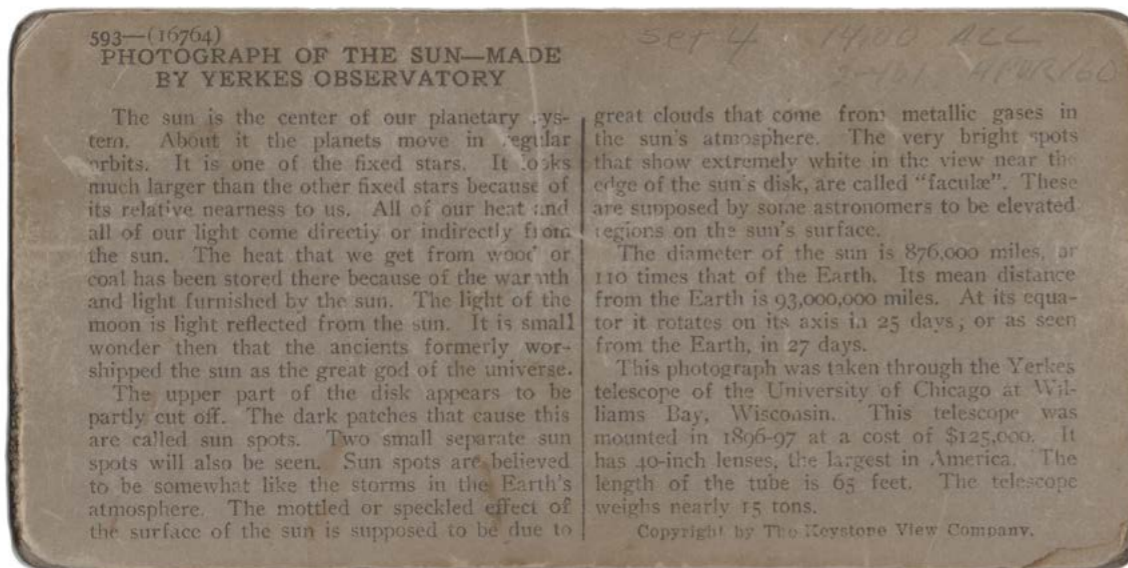 593—(16764)
PHOTOGRAPH OF THE SUN—MADE
BY YERKES OBSERVATORY
The sun is the center of our planetary sys-
tem. About it the planets move in regular
orbits. It is one of the fixed stars. It looks
much larger than the other fixed stars because of
its relative nearness to us. All of our heat and
all of our light come directly or indirectly from
the sun. The heat that we get from wood or
coal has been stored there because of the warmth
and light furnished by the sun. The light of the
moon is light reflected from the sun. It is small
wonder then that the ancients formerly wor-
shipped the sun as the great god of the universe.
The upper part of the disk appears to be
partly cut off. The dark patches that cause this
are called sun spots. Two small separate sun
spots will also be seen. Sun spots are believed
to be somewhat like the storms in the Earth's
atmosphere. The mottled or speckled effect of
the surface of the sun is supposed to be due to
Set 4 14.00 ALL
great clouds that come from metallic gases in
the sun's atmosphere. The very bright spots
that show extremely white in the view near the
edge of the sun's disk, are called "faculæ". These
are supposed by some astronomers to be elevated
regions on the sun's surface.
The diameter of the sun is 876,000 miles, or
110 times that of the Earth. Its mean distance
from the Earth is 93,000,000 miles. At its equa-
tor it rotates on its axis in 25 days; or as seen
from the Earth, in 27 days.
This photograph was taken through the Yerkes
telescope of the University of Chicago at Wil-
liams Bay, Wisconsin. This telescope was
mounted in 1896-97 at a cost of $125,000. It
has 40-inch lenses, the largest in America. The
length of the tube is 65 feet. The telescope
weighs nearly 15 tons.
Copyright by The Keystone View Company.